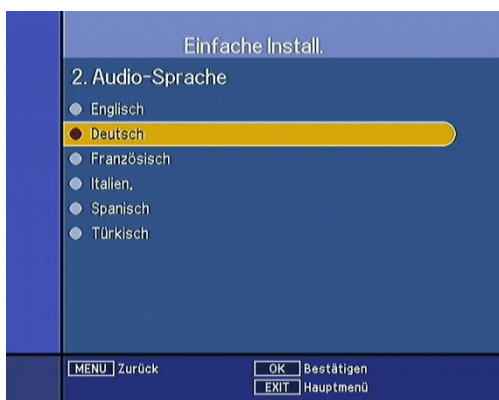 Einfache Install.
2. Audio-Sprache
Englisch
Deutsch
Französisch
Italien.
Spanisch
Türkisch
MENU Zurück
OK Bestätigen
EXIT Hauptmenü